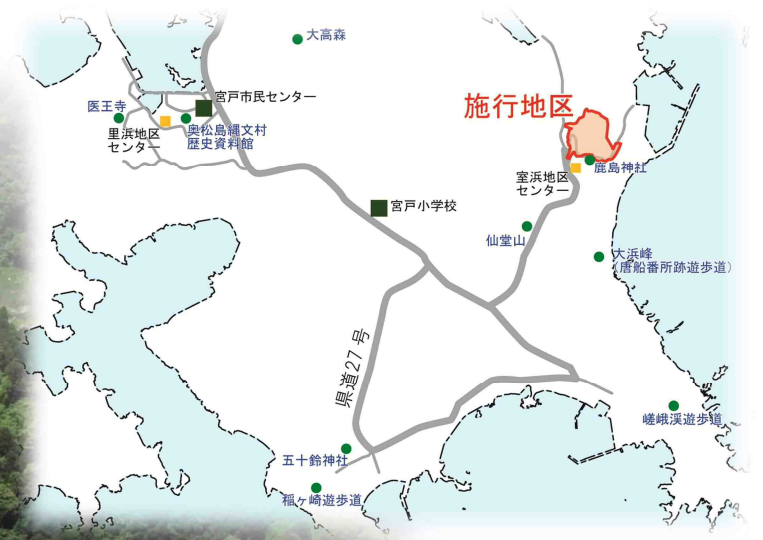 大高森
宮戸市民センター
医王寺
里浜地区
センター
奥松島縄文村
歴史資料館
施行地区
鹿島神社
室浜地区
センター
宮戸小学校
仙堂山
大浜峰
(唐船番所跡遊歩道)
県道27号
嵯峨渓遊歩道
五十鈴神社
稲ヶ崎遊歩道